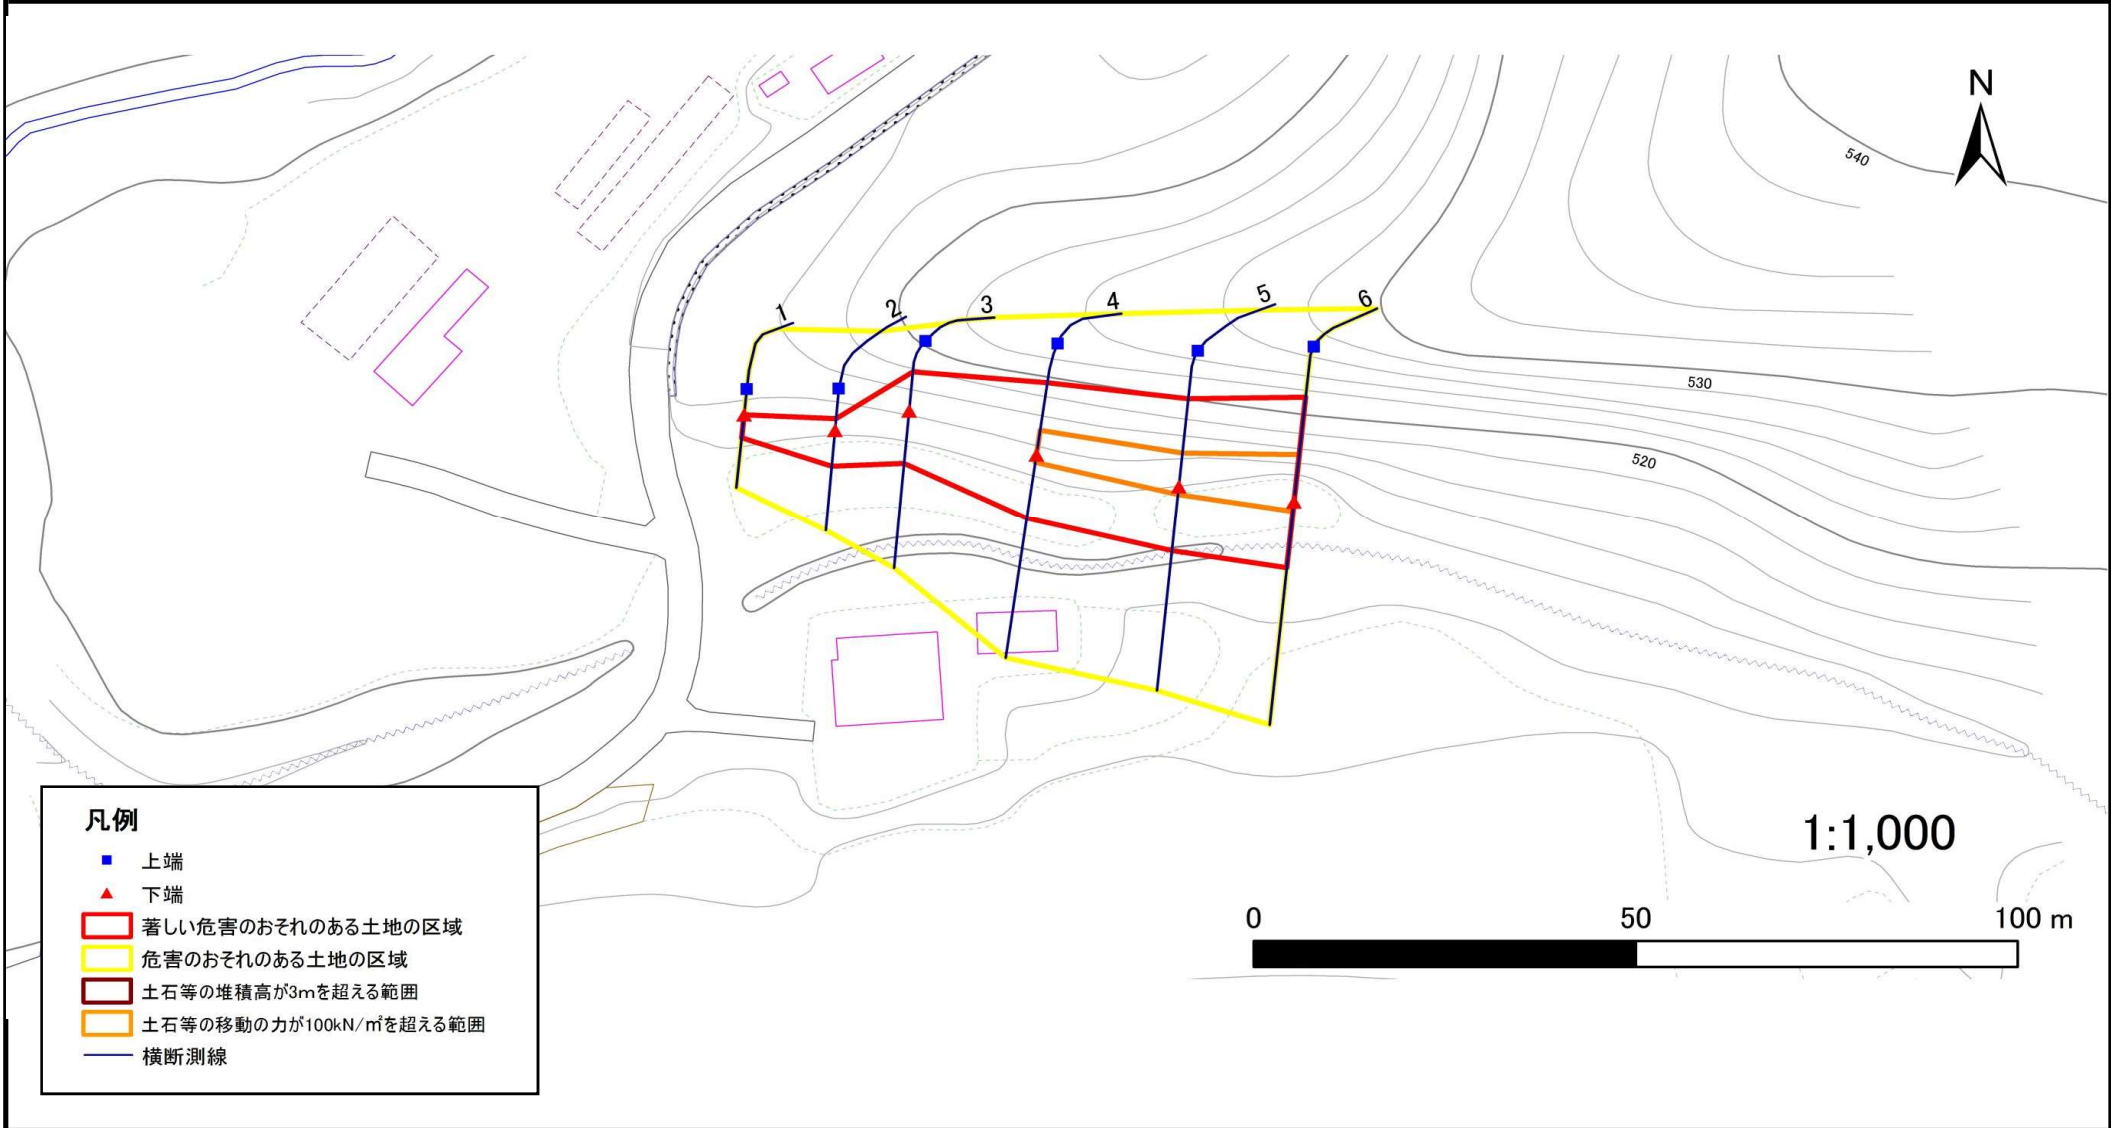 N
540
1
2
3
4
5
6
530
520
1:1,000
0 50 100 m
凡例
上端
下端
著しい危害のおそれのある土地の区域
危害のおそれのある土地の区域
土石等の堆積高が3mを超える範囲
土石等の移動の力が100kN/㎡を超える範囲
横断測線